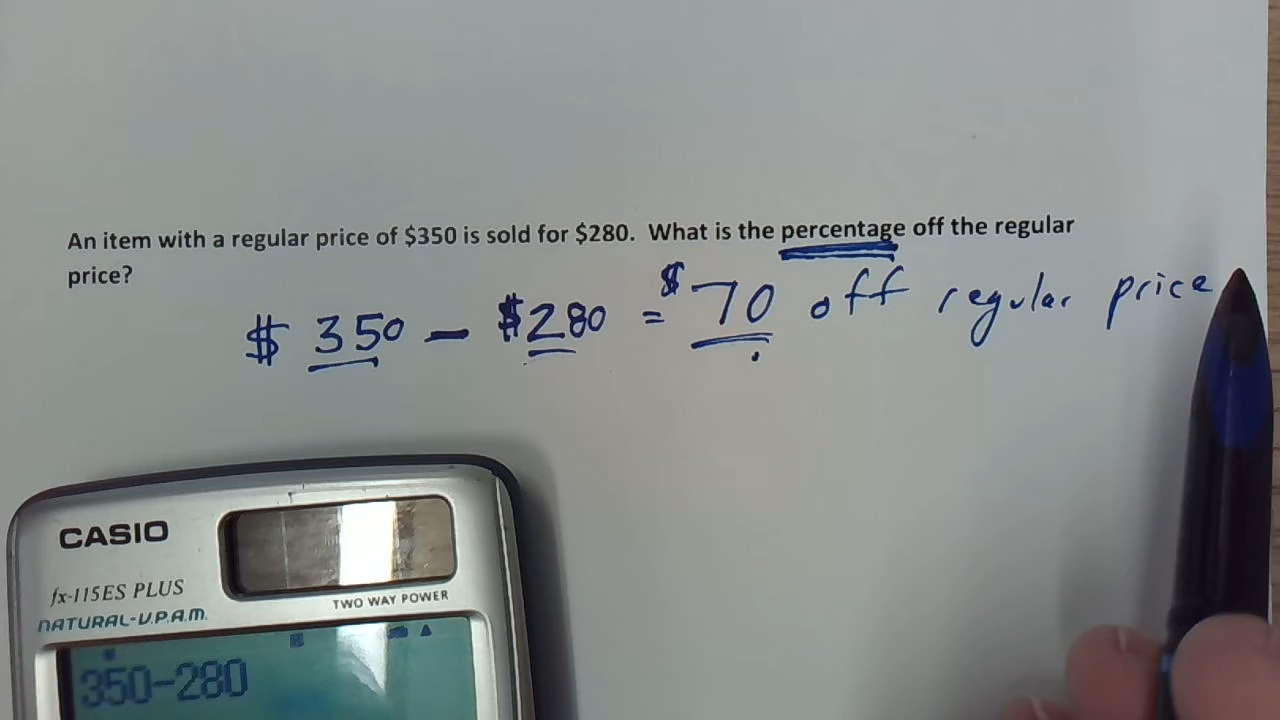 An item with a regular price of $350 is sold for $280. What is the percentage off the regular
price?
$ 350 - $280 = $70 off regular price
CASIO
fx-115ES PLUS
NATURAL-V.P.A.M.
TWO WAY POWER
350-280